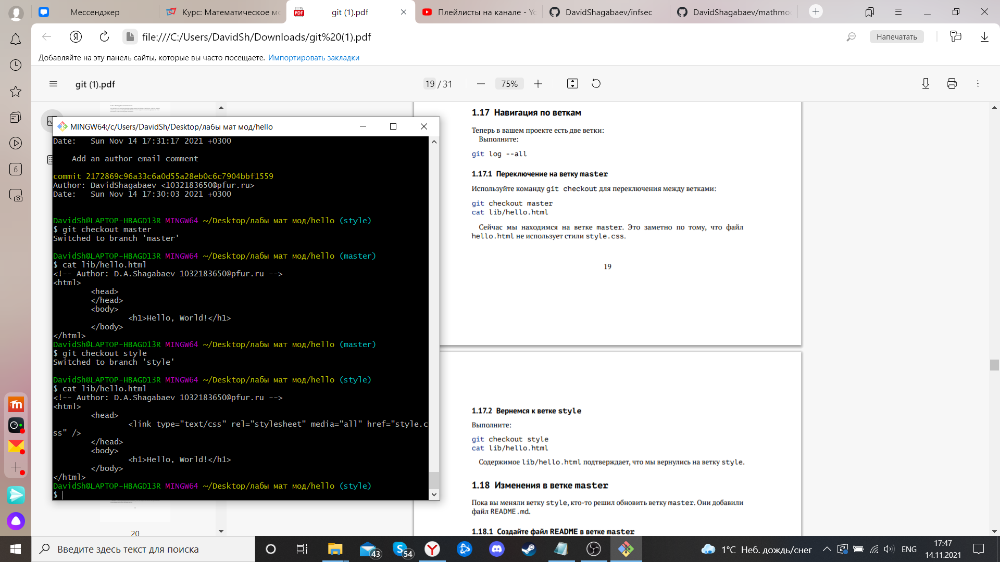 Мессенджер
Курс: Математическое мо
git (1).pdf
Плейлисты на канале - Yo
DavidShagabaev/infsec
DavidShagabaev/mathmo
file:///C:/Users/DavidSh/Downloads/git%20(1).pdf
Напечатать
Добавляйте на эту панель сайты, которые вы часто посещаете. Импортировать закладки
git (1).pdf
19 / 31
75%
6
MINGW64:/c/Users/DavidSh/Desktop/лабы мат мод/hello
Date:   Sun Nov 14 17:31:17 2021 +0300
    Add an author email comment
commit 2172869c96a33c6a0d55a28eb0c6c7904bbf1559
Author: DavidShagabaev <1032183650@pfur.ru>
Date:   Sun Nov 14 17:30:03 2021 +0300
DavidSh@LAPTOP-HBAGD13R MINGW64 ~/Desktop/лабы мат мод/hello (style)
$ git checkout master
Switched to branch 'master'
DavidSh@LAPTOP-HBAGD13R MINGW64 ~/Desktop/лабы мат мод/hello (master)
$ cat lib/hello.html
<!-- Author: D.A.Shagabaev 1032183650@pfur.ru -->
<html>
        <head>
        </head>
        <body>
                <h1>Hello, World!</h1>
        </body>
</html>
DavidSh@LAPTOP-HBAGD13R MINGW64 ~/Desktop/лабы мат мод/hello (master)
$ git checkout style
Switched to branch 'style'
DavidSh@LAPTOP-HBAGD13R MINGW64 ~/Desktop/лабы мат мод/hello (style)
$ cat lib/hello.html
<!-- Author: D.A.Shagabaev 1032183650@pfur.ru -->
<html>
        <head>
                <link type="text/css" rel="stylesheet" media="all" href="style.c
ss" />
        </head>
        <body>
                <h1>Hello, World!</h1>
        </body>
</html>
DavidSh@LAPTOP-HBAGD13R MINGW64 ~/Desktop/лабы мат мод/hello (style)
$
20
1.17 Навигация по веткам
Теперь в вашем проекте есть две ветки:
Выполните:
git log --all
1.17.1 Переключение на ветку master
Используйте команду git checkout для переключения между ветками:
git checkout master
cat lib/hello.html
Сейчас мы находимся на ветке master. Это заметно по тому, что файл
hello.html не использует стили style.css.
19
1.17.2 Вернемся к ветке style
Выполните:
git checkout style
cat lib/hello.html
Содержимое lib/hello.html подтверждает, что мы вернулись на ветку style.
1.18 Изменения в ветке master
Пока вы меняли ветку style, кто-то решил обновить ветку master. Они добавили
файл README.md.
1.18.1 Создайте файл README в ветке master
Введите здесь текст для поиска
43
54
1°C Неб. дождь/снег
ENG
17:47
14.11.2021